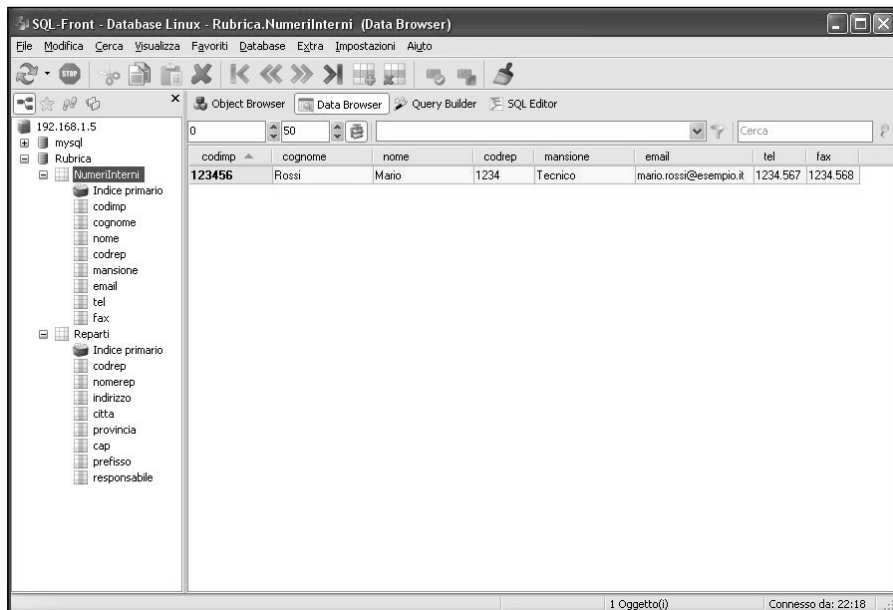 SQL-Front - Database Linux - Rubrica.NumeriInterni (Data Browser)
File Modifica Cerca Visualizza Favoriti Database Extra Impostazioni Aiuto
STOP
Object Browser Data Browser Query Builder SQL Editor
0 50 Cerca
192.168.1.5
mysql
Rubrica
NumeriInterni
Indice primario
codimp
cognome
nome
codrep
mansione
email
tel
fax
Reparti
Indice primario
codrep
nomerep
indirizzo
citta
provincia
cap
prefisso
responsabile
codimp cognome nome codrep mansione email tel fax
123456 Rossi Mario 1234 Tecnico mario.rossi@esempio.it 1234.567 1234.568
1 Oggetto(i) Connesso da: 22:18